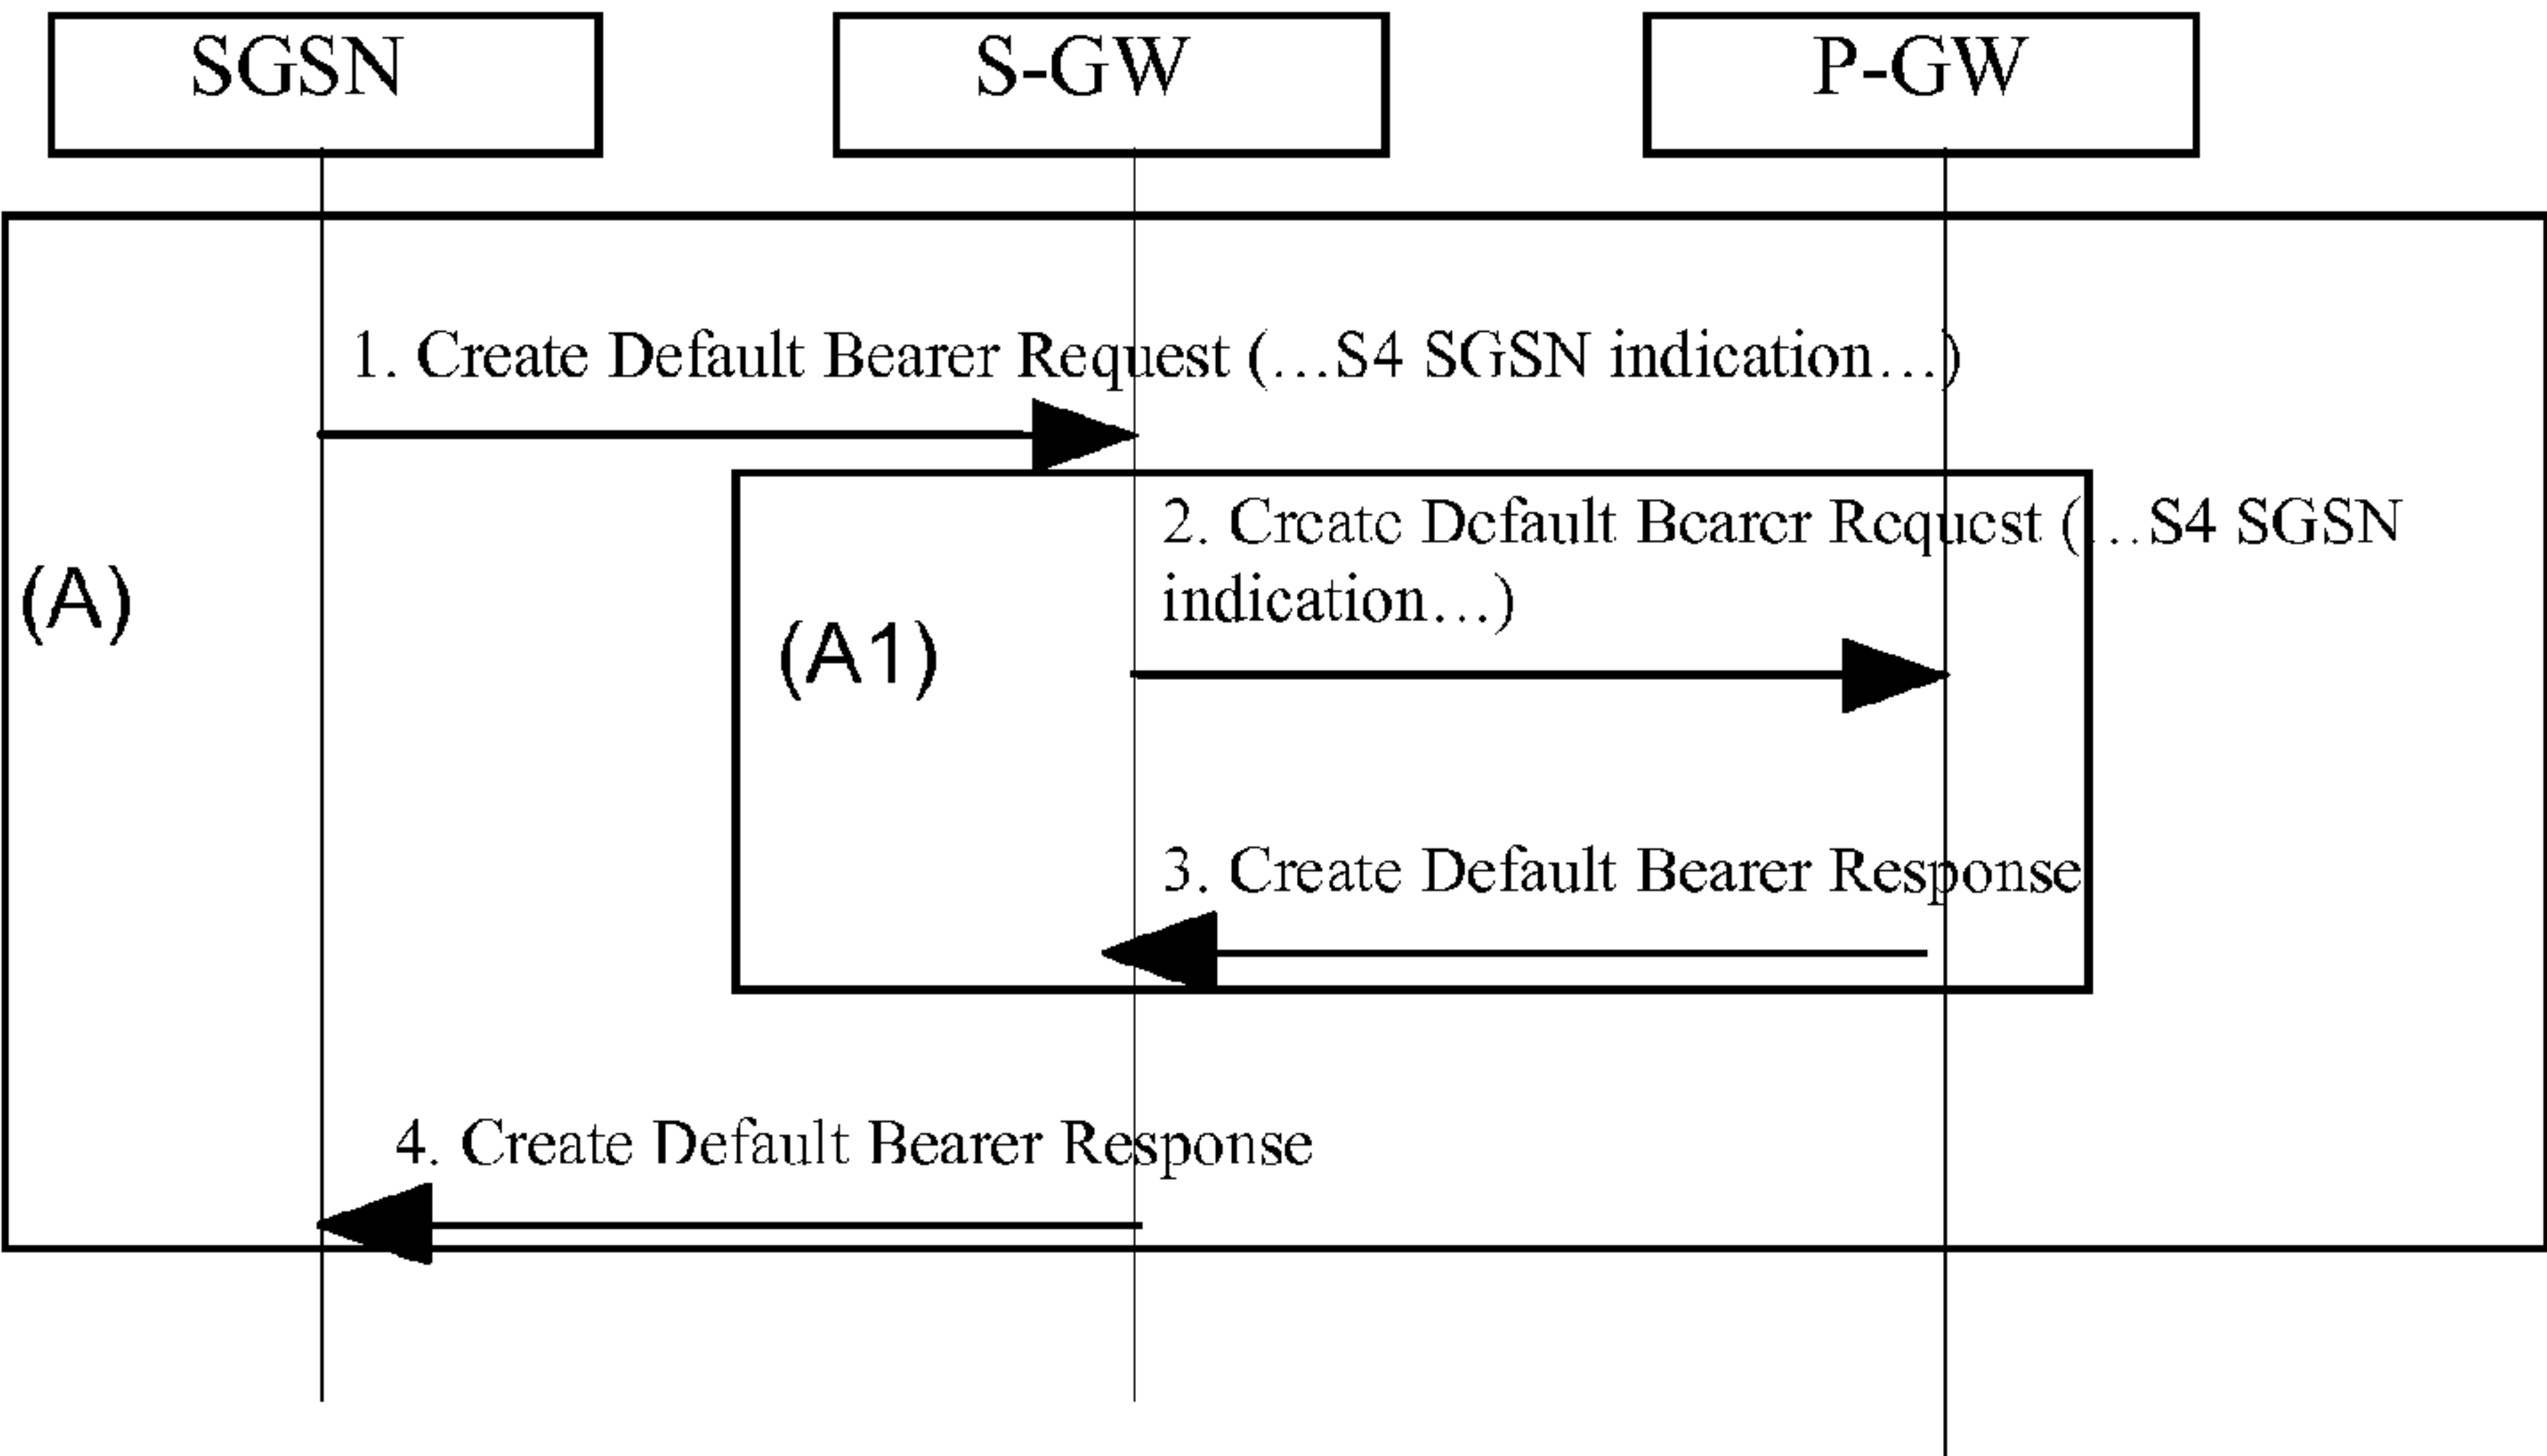 SGSN
S-GW
P-GW
1. Create Default Bearer Request (...S4 SGSN indication...)
2. Create Default Bearer Request (...S4 SGSN
indication...)
(A)
(A1)
3. Create Default Bearer Response
4. Create Default Bearer Response